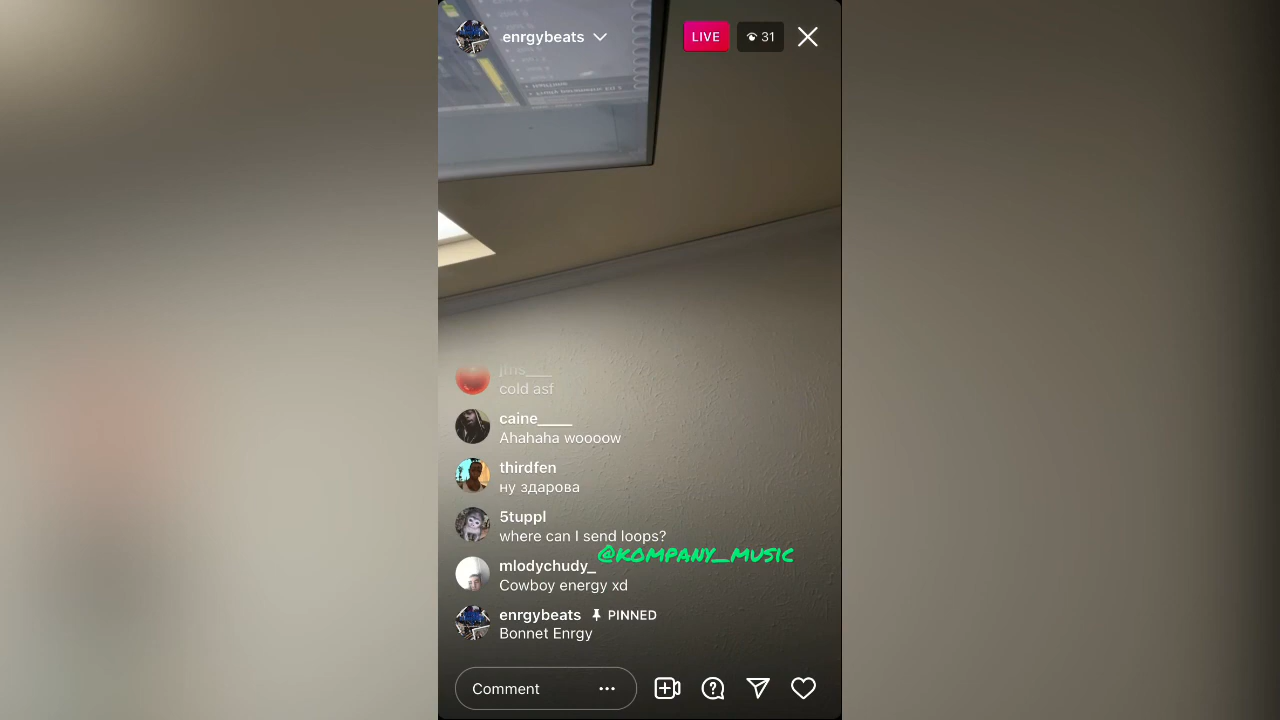 enrgybeats
LIVE
31
cold asf
caine_____
Ahahaha woooow
thirdfen
ну здарова
5tuppl
where can I send loops?
@KOMPANY_MUSIC
mlodychudy_
Cowboy energy xd
enrgybeats PINNED
Bonnet Enrgy
Comment